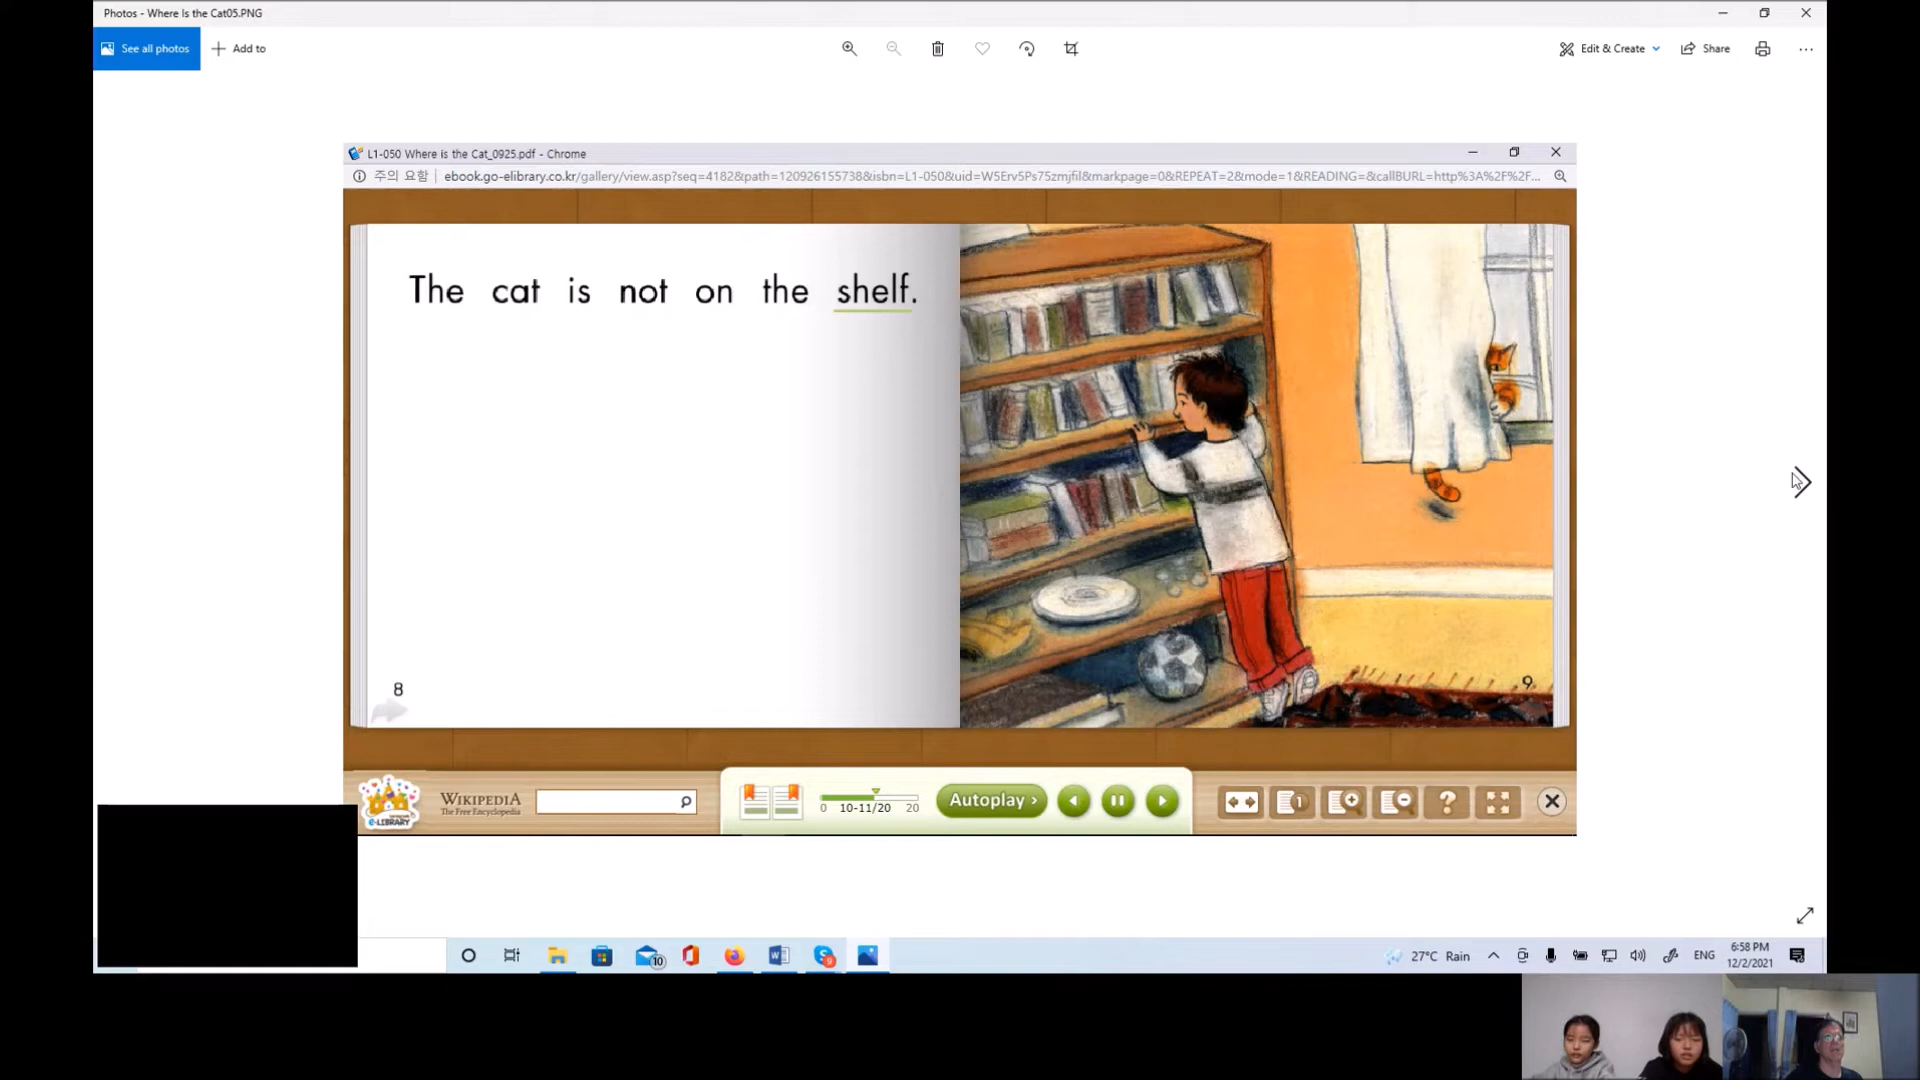 Photos - Where Is the Cat05.PNG
See all photos
Add to
Edit & Create
Share
L1-050 Where is the Cat_0925.pdf - Chrome
주의 요함
ebook.go-elibrary.co.kr/gallery/view.asp?seq=4182&path=120926155738&isbn=L1-050&uid=W5Erv5Ps75zmjfil&markpage=0&REPEAT=2&mode=1&READING=&callBURL=http%3A%2F%2F...
The cat is not on the shelf.
8
9
e-LIBRARY
WIKIPEDIA
The Free Encyclopedia
0 10-11/20 20
Autoplay ›
1
?
10
9
27°C Rain
ENG
6:58 PM
12/2/2021